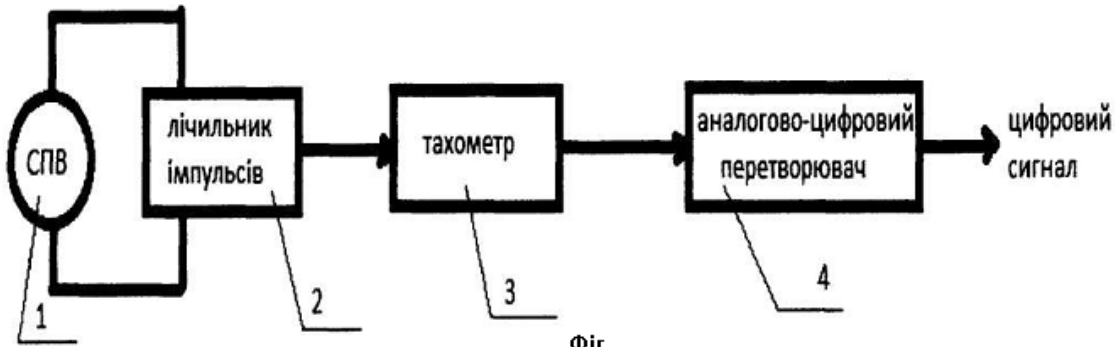 СПВ
1
лічильник
імпульсів
2
тахометр
3
аналогово-цифровий
перетворювач
4
цифровий
сигнал
Фіг